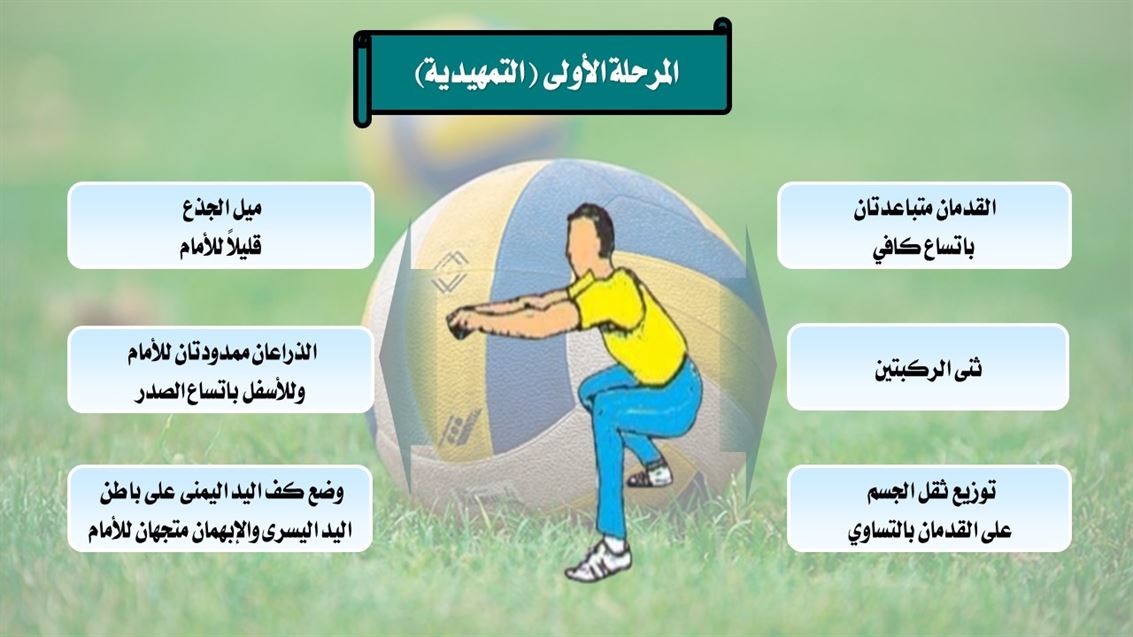 المرحلة الأولى (التمهيدية)
القدمان متباعدتان
باتساع كافي
ثنى الركبتين
توزيع ثقل الجسم
على القدمان بالتساوي
ميل الجذع
قليلاً للأمام
الذراعان ممدودتان للأمام
وللأسفل باتساع الصدر
وضع كف اليد اليمنى على باطن
اليد اليسرى والإبهمان متجهان للأمام